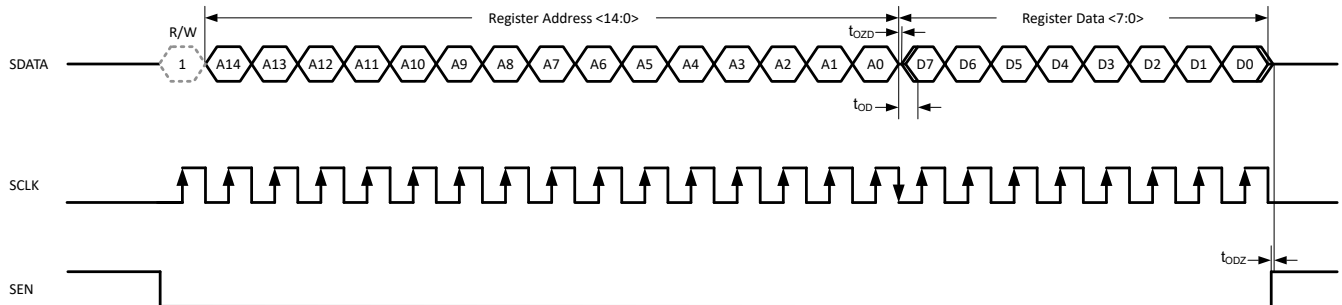 Register Address <14:0>
Register Data <7:0>
R/W
tOZD
SDATA
1 A14 A13 A12 A11 A10 A9 A8 A7 A6 A5 A4 A3 A2 A1 A0 D7 D6 D5 D4 D3 D2 D1 D0
tOD
SCLK
tODZ
SEN